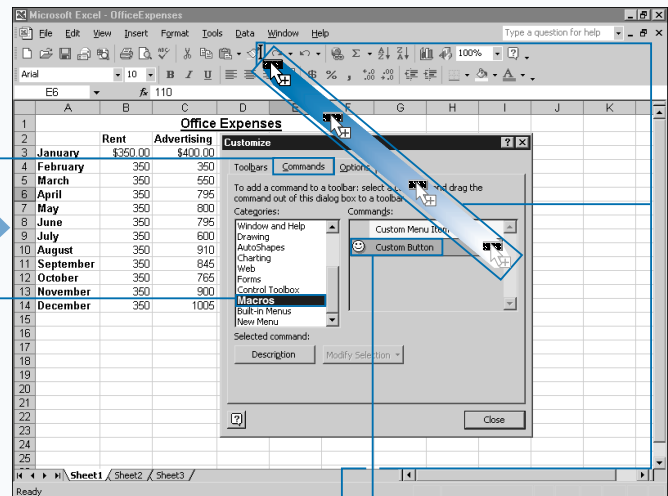 Microsoft Excel - OfficeExpenses
File Edit View Insert Format Tools Data Window Help Type a question for help
100%
Arial 10 B I U $ % ,
E6 fx 110
A B C D E F G H I J K
1 Office Expenses
2 Rent Advertising
3 January $350.00 $400.00
4 February 350 350
5 March 350 550
6 April 350 795
7 May 350 800
8 June 350 795
9 July 350 600
10 August 350 910
11 September 350 845
12 October 350 765
13 November 350 900
14 December 350 1005
15
16
17
18
19
20
21
22
23
24
25
Customize
Toolbars Commands Options
To add a command to a toolbar: select a and drag the
command out of this dialog box to a
Categories: Commands:
Window and Help
Drawing
AutoShapes
Charting
Web
Forms
Control Toolbox
Macros
Built-in Menus
New Menu
Custom Menu Item
Custom Button
Selected command:
Description Modify Selection
Close
Sheet1 Sheet2 Sheet3
Ready